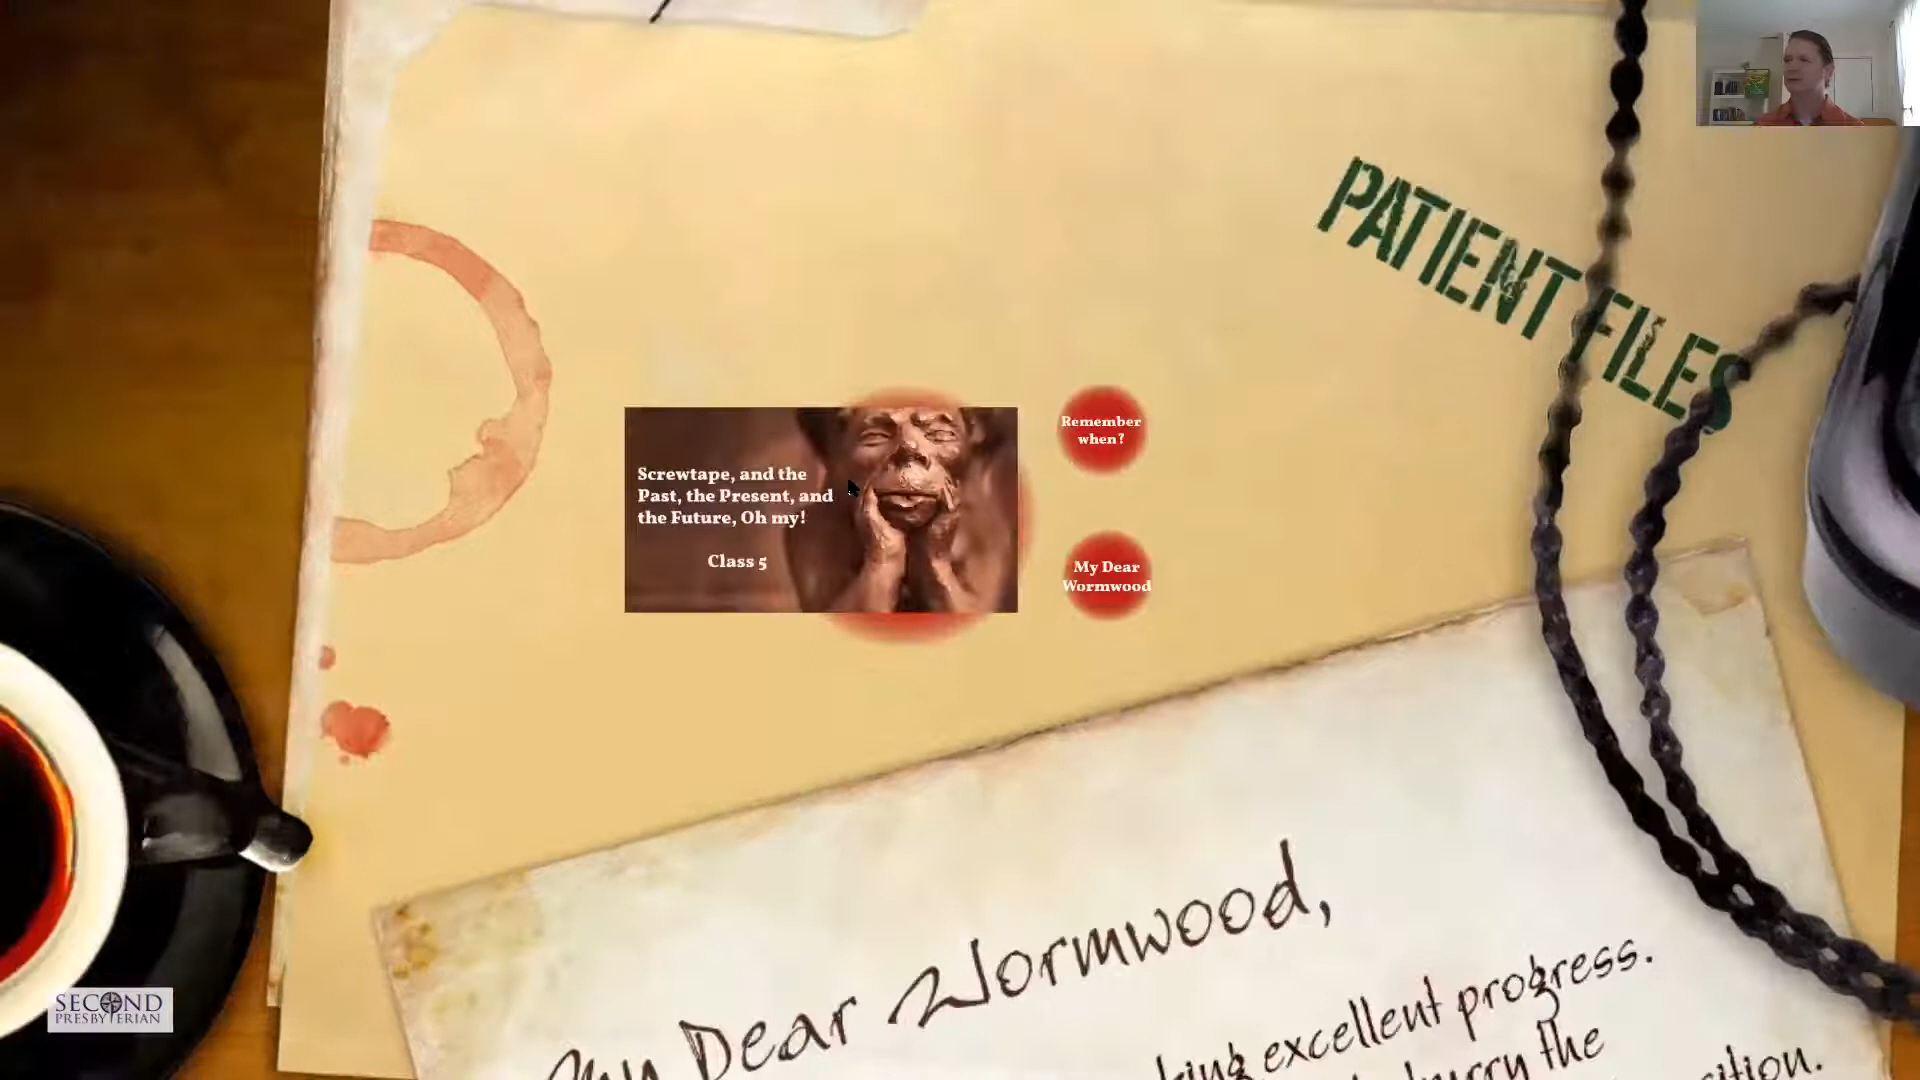 PATIENT FILES
Remember
when?
Screwtape, and the
Past, the Present, and
the Future, Oh my!
Class 5
My Dear
Wormwood
My Dear Wormwood,
excellent progress.
hurry the
SECOND
PRESBYTERIAN